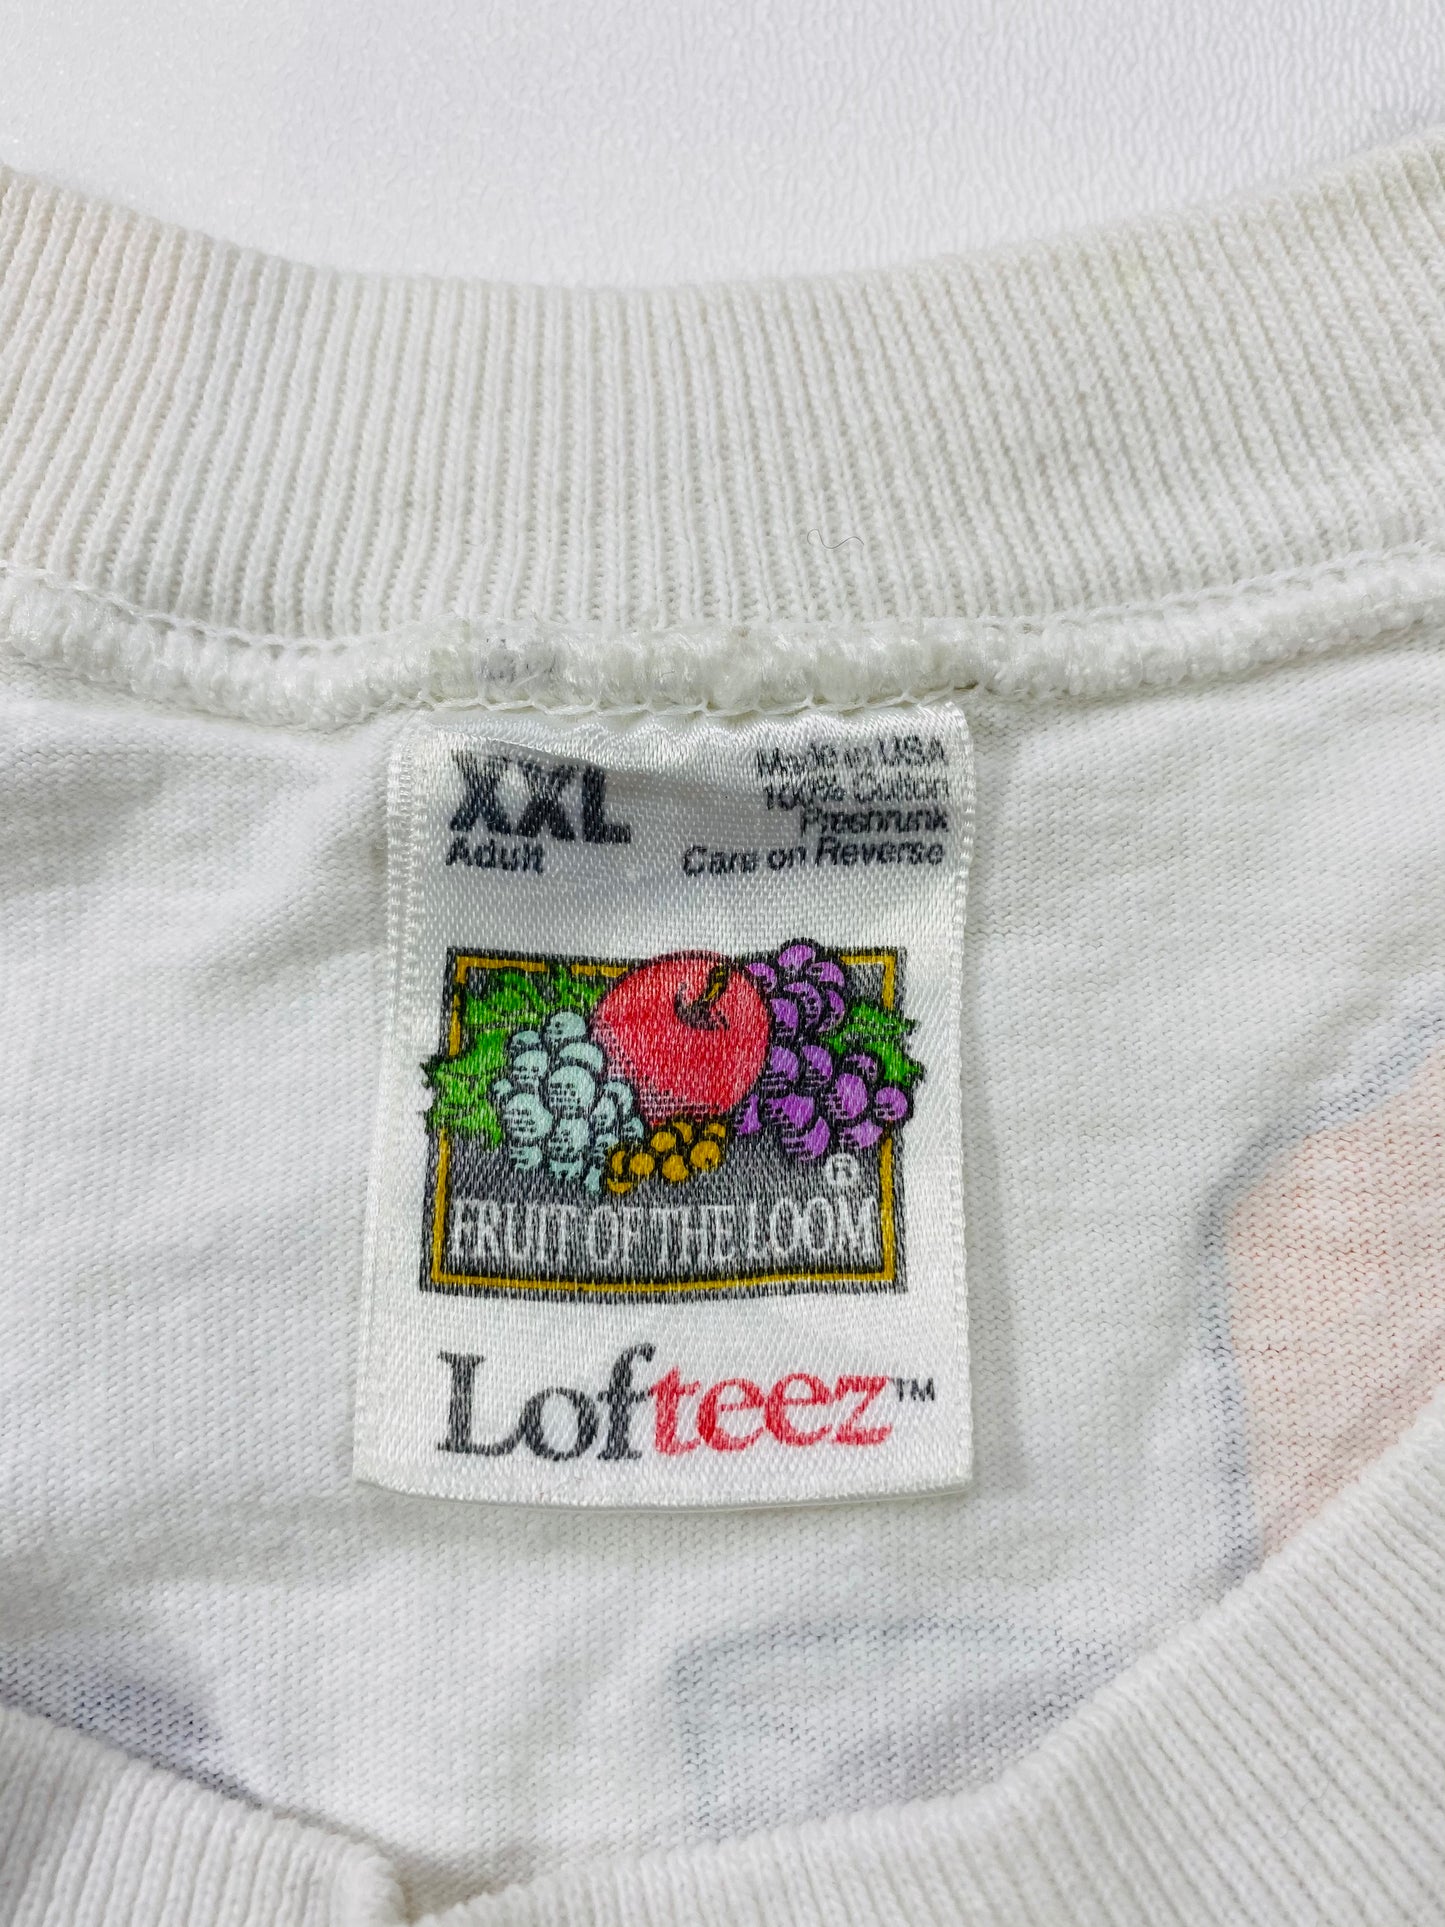 XXL
Adult
Made in USA
100% Cotton
Preshrunk
Care on Reverse
®
FRUIT OF THE LOOM
Lofteez™